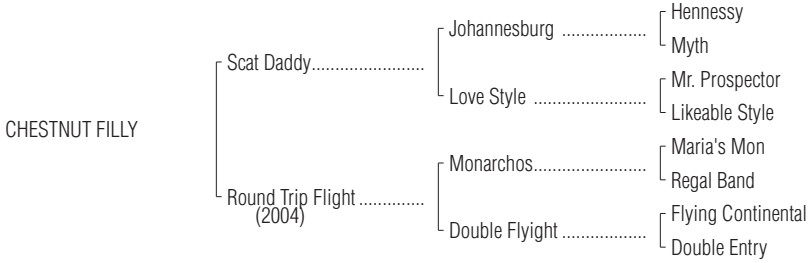 Hennessy
Johannesburg ..................
Myth
Scat Daddy........................
Mr. Prospector
Love Style ........................
Likeable Style
CHESTNUT FILLY
Maria's Mon
Monarchos........................
Regal Band
Round Trip Flight ..............
(2004)
Flying Continental
Double Flyight ..................
Double Entry